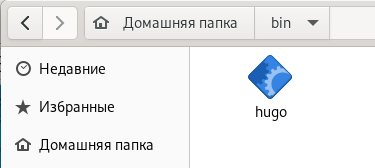 Домашняя папка bin
Недавние
hugo
Избранные
Домашняя папка